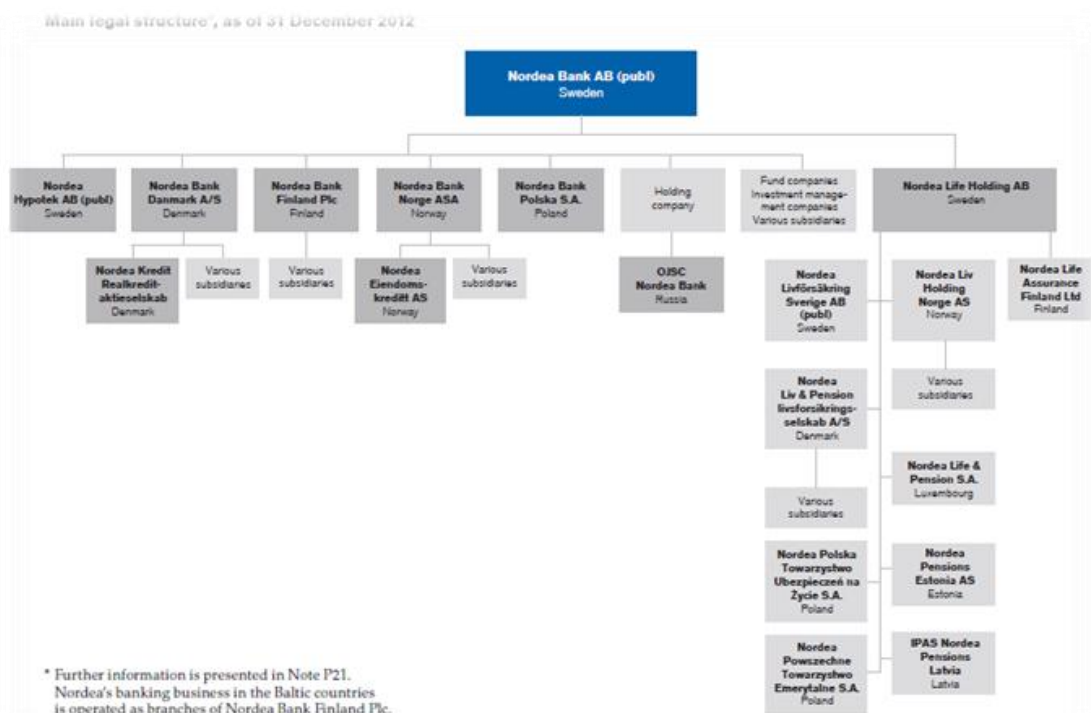 Main legal structure*, as of 31 December 2012
Nordea Bank AB (publ)
Sweden
Nordea
Hypotek AB (publ)
Sweden
Nordea Bank
Danmark A/S
Denmark
Nordea Bank
Finland Plc
Finland
Nordea Bank
Norge ASA
Norway
Nordea Bank
Polska S.A.
Poland
Holding
company
Fund companies
Investment manage-
ment companies
Various subsidiaries
Nordea Life Holding AB
Sweden
Nordea Kredit
Realkredit-
aktieselskab
Denmark
Various
subsidiaries
Various
subsidiaries
Nordea
Eiendoms-
kreditt AS
Norway
Various
subsidiaries
OJSC
Nordea Bank
Russia
Nordea
Livförsäkring
Sverige AB
(publ)
Sweden
Nordea Liv
Holding
Norge AS
Norway
Nordea Life
Assurance
Finland Ltd
Finland
Nordea
Liv & Pension
livsforsikrings-
selskab A/S
Denmark
Various
subsidiaries
Nordea Life &
Pension S.A.
Luxembourg
Various
subsidiaries
Nordea Polska
Towarzystwo
Ubezpieczeń na
Życie S.A.
Poland
Nordea
Pensions
Estonia AS
Estonia
Nordea
Powszechne
Towarzystwo
Emerytalne S.A.
Poland
IPAS Nordea
Pensions
Latvia
Latvia
* Further information is presented in Note P21.
Nordea's banking business in the Baltic countries
is operated as branches of Nordea Bank Finland Plc.